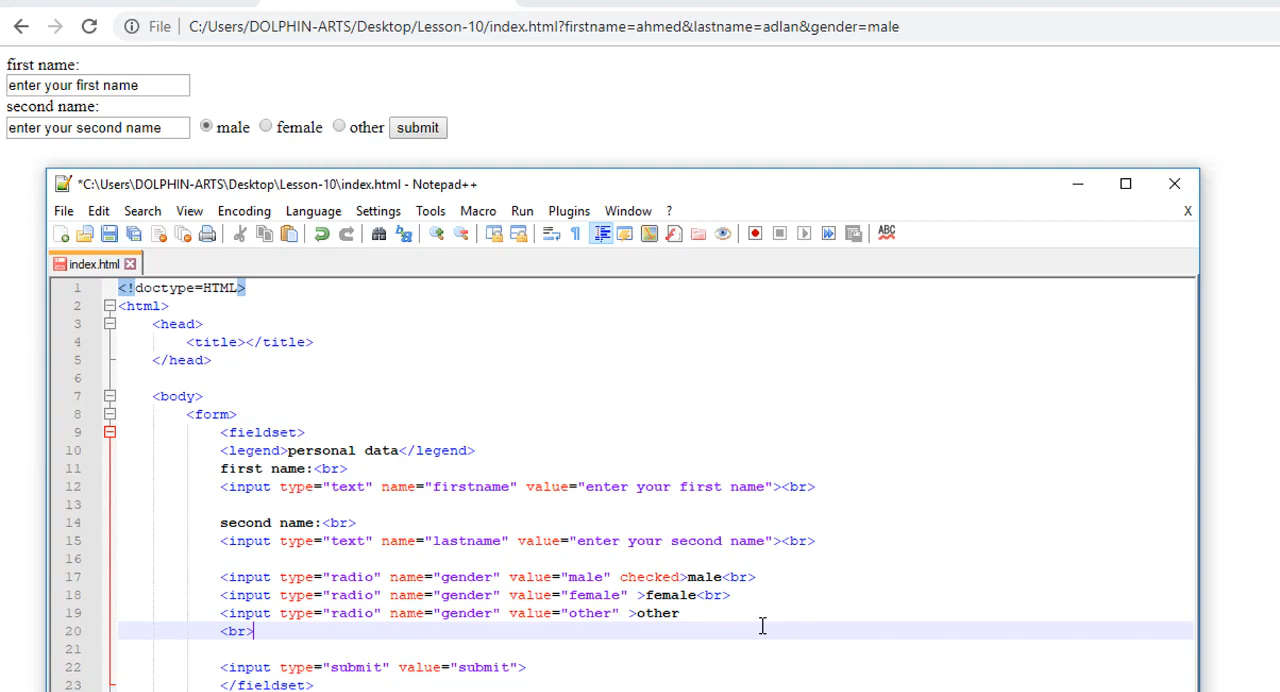 File C:/Users/DOLPHIN-ARTS/Desktop/Lesson-10/index.html?firstname=ahmed&lastname=adlan&gender=male
first name:
enter your first name
second name:
enter your second name male female other submit
*C:\Users\DOLPHIN-ARTS\Desktop\Lesson-10\index.html - Notepad++
File Edit Search View Encoding Language Settings Tools Macro Run Plugins Window ? X
ABC
index.html
1 <!doctype=HTML>
2 <html>
3 <head>
4 <title></title>
5 </head>
6
7 <body>
8 <form>
9 <fieldset>
10 <legend>personal data</legend>
11 first name:<br>
12 <input type="text" name="firstname" value="enter your first name"><br>
13
14 second name:<br>
15 <input type="text" name="lastname" value="enter your second name"><br>
16
17 <input type="radio" name="gender" value="male" checked>male<br>
18 <input type="radio" name="gender" value="female" >female<br>
19 <input type="radio" name="gender" value="other" >other
20 <br>
21
22 <input type="submit" value="submit">
23 </fieldset>